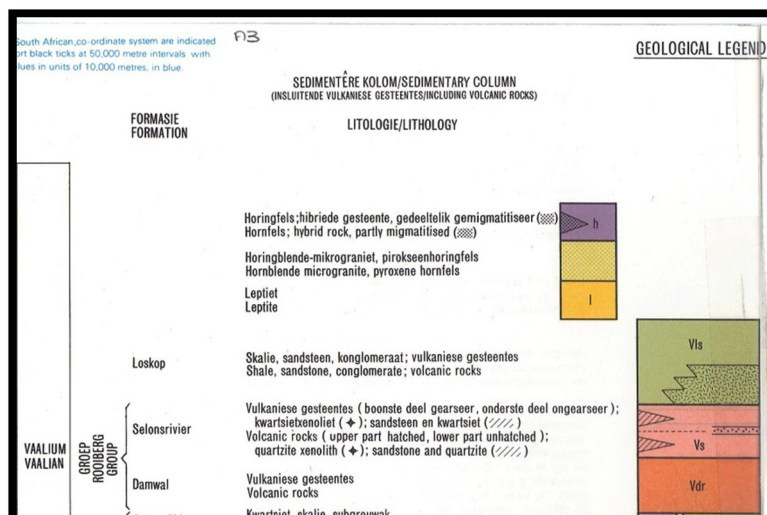 South African,co-ordinate system are indicated
ort black ticks at 50.000 metre intervals with
lues in units of 10,000 metres, in blue.
A3
GEOLOGICAL LEGEND
SEDIMENTÊRE KOLOM/SEDIMENTARY COLUMN
(INSLUITENDE VULKANIESE GESTEENTES/INCLUDING VOLCANIC ROCKS)
FORMASIE
FORMATION
LITOLOGIE/LITHOLOGY
Horingfels;hibriede gesteente, gedeeltelik gemigmatitiseer ( )
Hornfels; hybrid rock, partly migmatitised ( )
h
Horingblende-mikrograniet, pirokseenhoringfels
Hornblende microgranite, pyroxene hornfels
Leptiet
Leptite
l
Loskop
Skalie, sandsteen, konglomeraat; vulkaniese gesteentes
Shale, sandstone, conglomerate; volcanic rocks
Vls
VAALIUM
VAALIAN
GROEP
ROOIBERG
GROUP
Selonsrivier
Vulkaniese gesteentes ( boonste deel gearseer, onderste deel ongearseer );
kwartsietxenoliet ( ✦ ); sandsteen en kwartsiet ( //// )
Volcanic rocks ( upper part hatched, lower part unhatched );
quartzite xenolith ( ✦ ); sandstone and quartzite ( //// )
Vs
Damwal
Vulkaniese gesteentes
Volcanic rocks
Vdr
Kwartsiet, skalie, subgrouwak